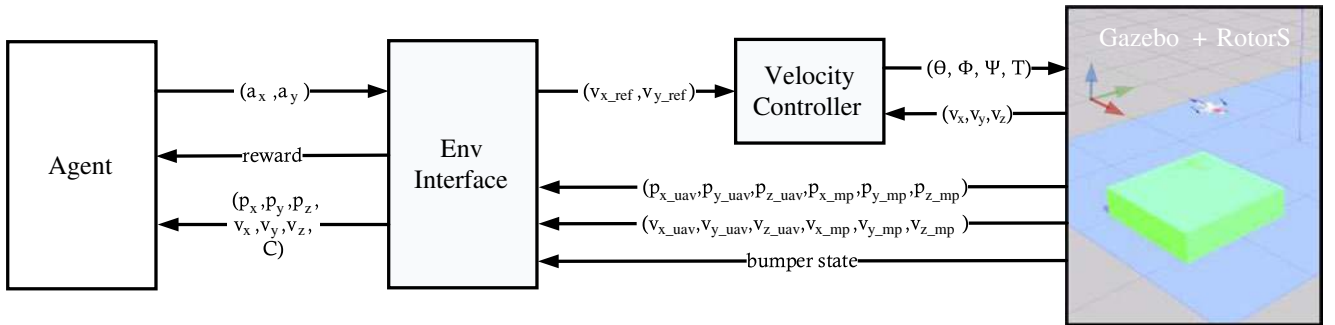 Gazebo + RotorS
Agent
(a_x ,a_y )
reward
(p_x,p_y,p_z,
v_x,v_y,v_z,
C)
Env
Interface
(v_x_ref ,v_y_ref )
Velocity
Controller
(θ, Φ, Ψ, T)
(v_x,v_y,v_z)
(p_x_uav,p_y_uav,p_z_uav,p_x_mp,p_y_mp,p_z_mp)
(v_x_uav,v_y_uav,v_z_uav,v_x_mp,v_y_mp,v_z_mp )
bumper state